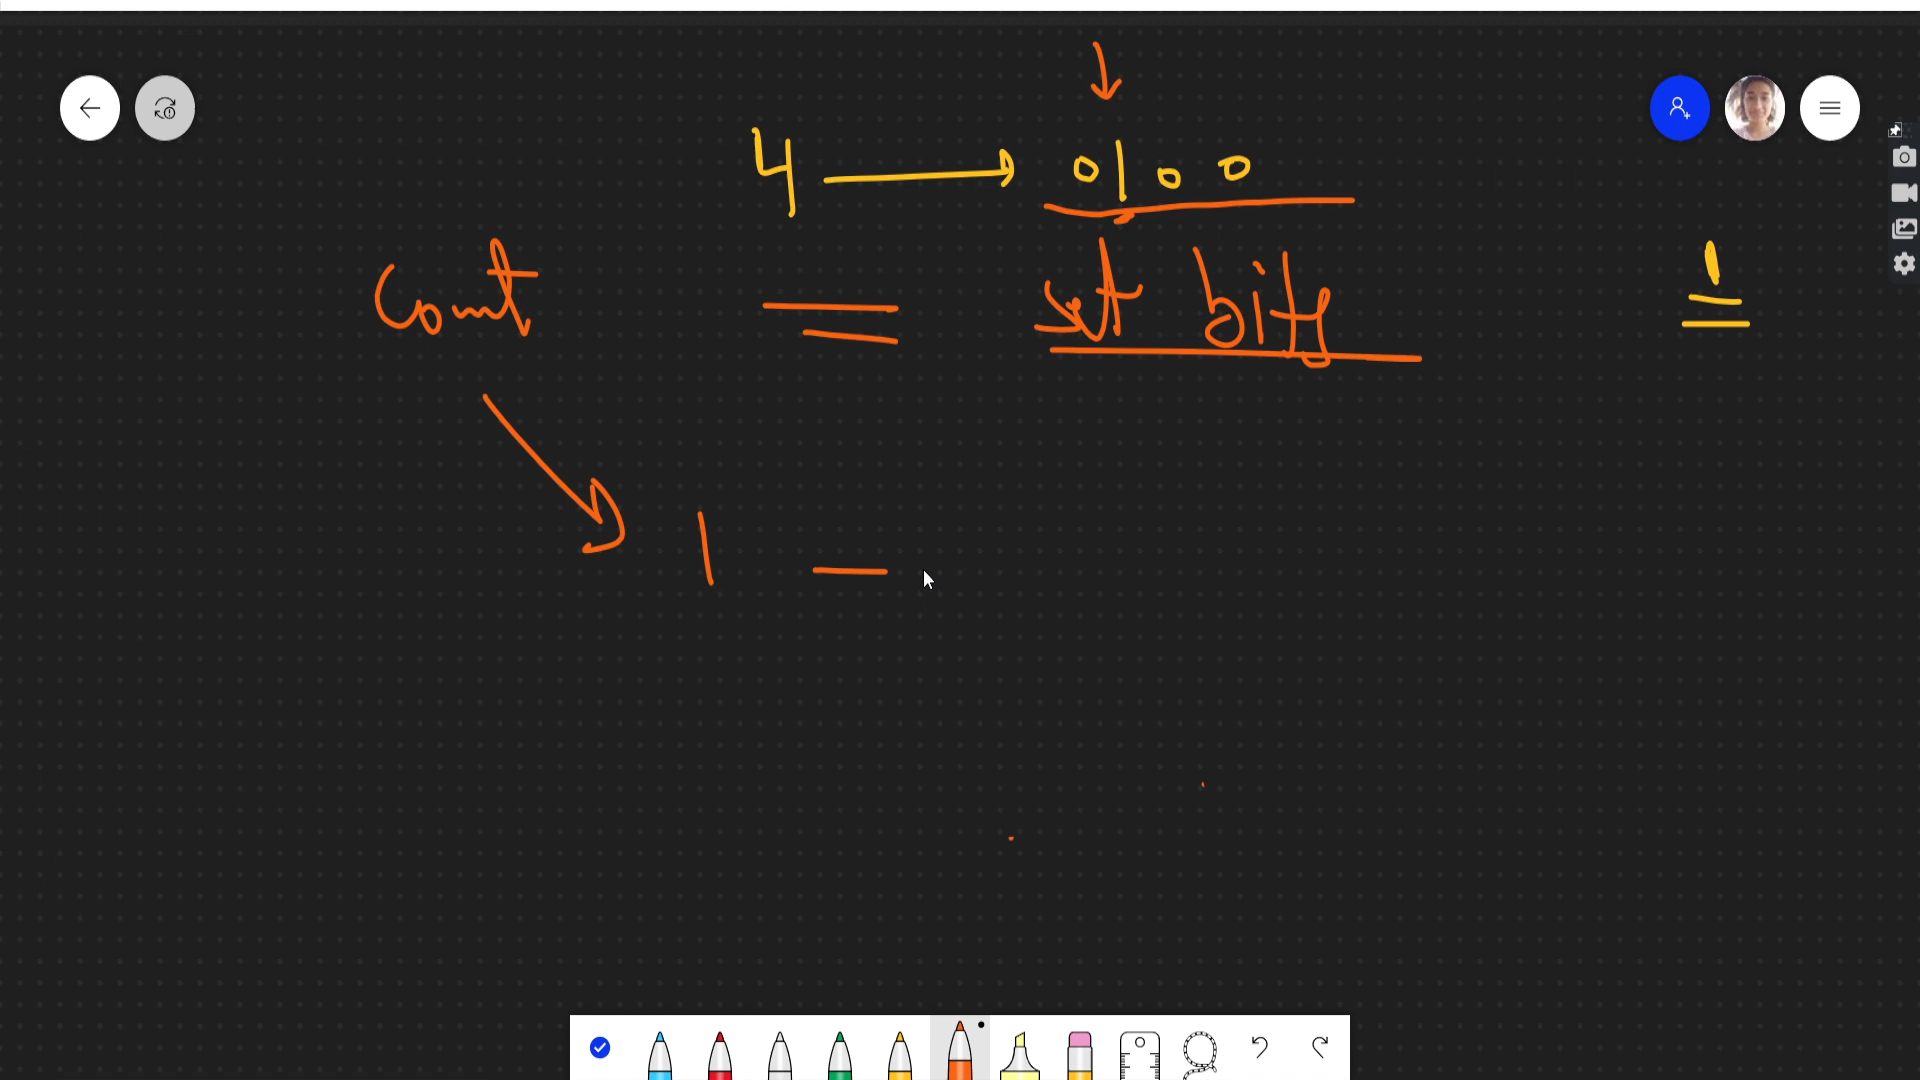 4 → 0100
Count = set bits 1
1 —